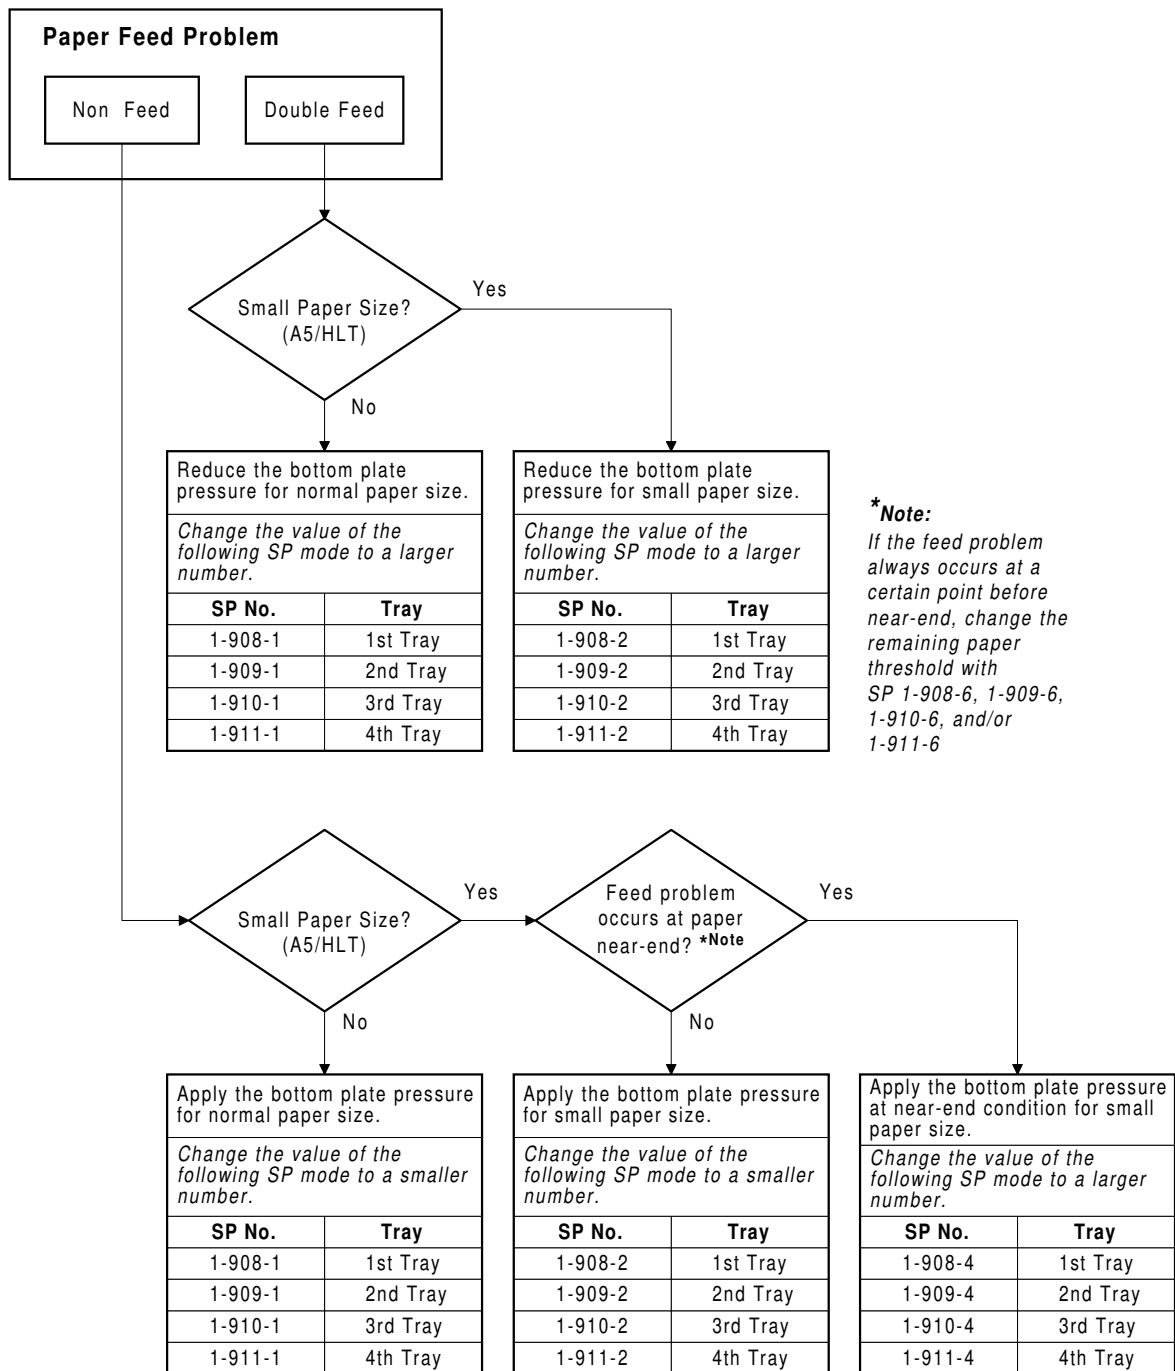 Paper Feed Problem
Non Feed
Double Feed
Small Paper Size?
(A5/HLT)
Yes
No
Reduce the bottom plate
pressure for normal paper size.
Change the value of the
following SP mode to a larger
number.
SP No. Tray
1-908-1 1st Tray
1-909-1 2nd Tray
1-910-1 3rd Tray
1-911-1 4th Tray
Reduce the bottom plate
pressure for small paper size.
Change the value of the
following SP mode to a larger
number.
SP No. Tray
1-908-2 1st Tray
1-909-2 2nd Tray
1-910-2 3rd Tray
1-911-2 4th Tray
*Note:
If the feed problem
always occurs at a
certain point before
near-end, change the
remaining paper
threshold with
SP 1-908-6, 1-909-6,
1-910-6, and/or
1-911-6
Small Paper Size?
(A5/HLT)
Yes
No
Feed problem
occurs at paper
near-end? *Note
Yes
No
Apply the bottom plate pressure
for normal paper size.
Change the value of the
following SP mode to a smaller
number.
SP No. Tray
1-908-1 1st Tray
1-909-1 2nd Tray
1-910-1 3rd Tray
1-911-1 4th Tray
Apply the bottom plate pressure
for small paper size.
Change the value of the
following SP mode to a smaller
number.
SP No. Tray
1-908-2 1st Tray
1-909-2 2nd Tray
1-910-2 3rd Tray
1-911-2 4th Tray
Apply the bottom plate pressure
at near-end condition for small
paper size.
Change the value of the
following SP mode to a larger
number.
SP No. Tray
1-908-4 1st Tray
1-909-4 2nd Tray
1-910-4 3rd Tray
1-911-4 4th Tray